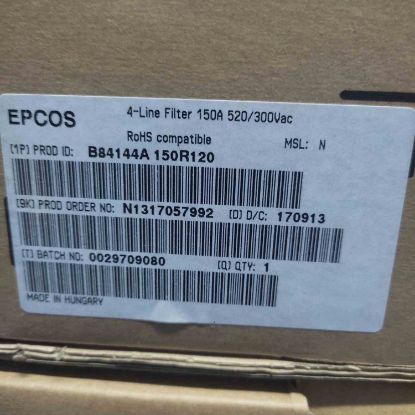 EPCOS
4-Line Filter 150A 520/300Vac
RoHS compatible
MSL: N
[1P] PROD ID: B84144A 150R120
[9K] PROD ORDER NO: N1317057992 [D] D/C: 170913
[T] BATCH NO: 0029709080 [Q] QTY: 1
MADE IN HUNGARY